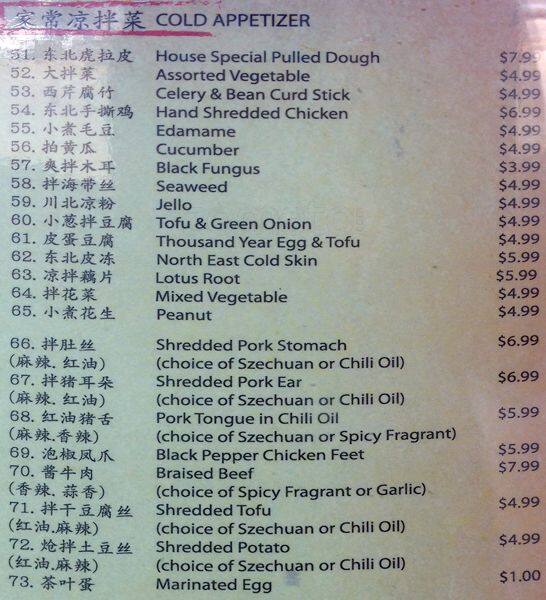 家常凉拌菜 COLD APPETIZER
51. 东北虎拉皮 House Special Pulled Dough $7.99
52. 大拌菜 Assorted Vegetable $4.99
53. 西芹腐竹 Celery & Bean Curd Stick $4.99
54. 东北手撕鸡 Hand Shredded Chicken $6.99
55. 小煮毛豆 Edamame $4.99
56. 拍黄瓜 Cucumber $4.99
57. 爽拌木耳 Black Fungus $3.99
58. 拌海带丝 Seaweed $4.99
59. 川北凉粉 Jello $4.99
60. 小葱拌豆腐 Tofu & Green Onion $4.99
61. 皮蛋豆腐 Thousand Year Egg & Tofu $4.99
62. 东北皮冻 North East Cold Skin $5.99
63. 凉拌藕片 Lotus Root $5.99
64. 拌花菜 Mixed Vegetable $4.99
65. 小煮花生 Peanut $4.99
66. 拌肚丝 Shredded Pork Stomach $6.99
(麻辣. 红油) (choice of Szechuan or Chili Oil)
67. 拌猪耳朵 Shredded Pork Ear $6.99
(麻辣. 红油) (choice of Szechuan or Chili Oil)
68. 红油猪舌 Pork Tongue in Chili Oil $5.99
(麻辣.香辣) (choice of Szechuan or Spicy Fragrant)
69. 泡椒凤爪 Black Pepper Chicken Feet $5.99
70. 酱牛肉 Braised Beef $7.99
(香辣. 蒜香) (choice of Spicy Fragrant or Garlic)
71. 拌干豆腐丝 Shredded Tofu $4.99
(红油.麻辣) (choice of Szechuan or Chili Oil)
72. 炝拌土豆丝 Shredded Potato $4.99
(红油.麻辣) (choice of Szechuan or Chili Oil)
73. 茶叶蛋 Marinated Egg $1.00